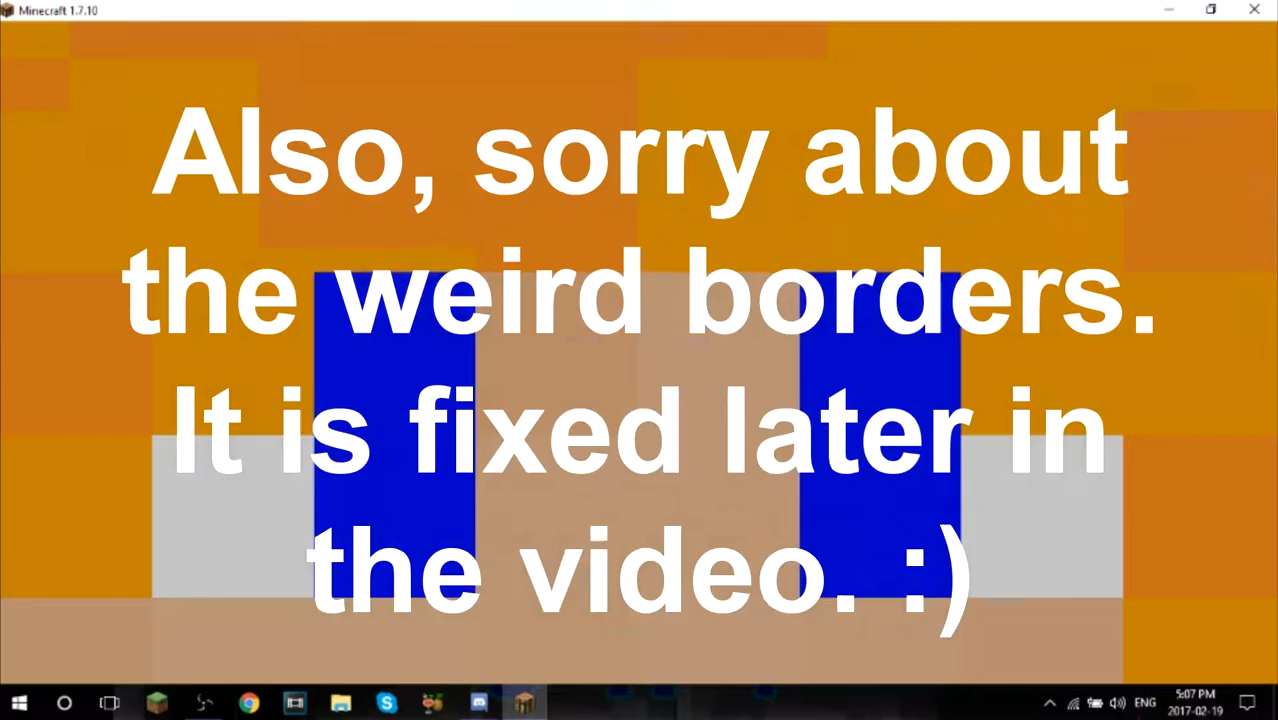 Minecraft 1.7.10
Also, sorry about
the weird borders.
It is fixed later in
the video. :)
ENG
5:07 PM
2017-02-19